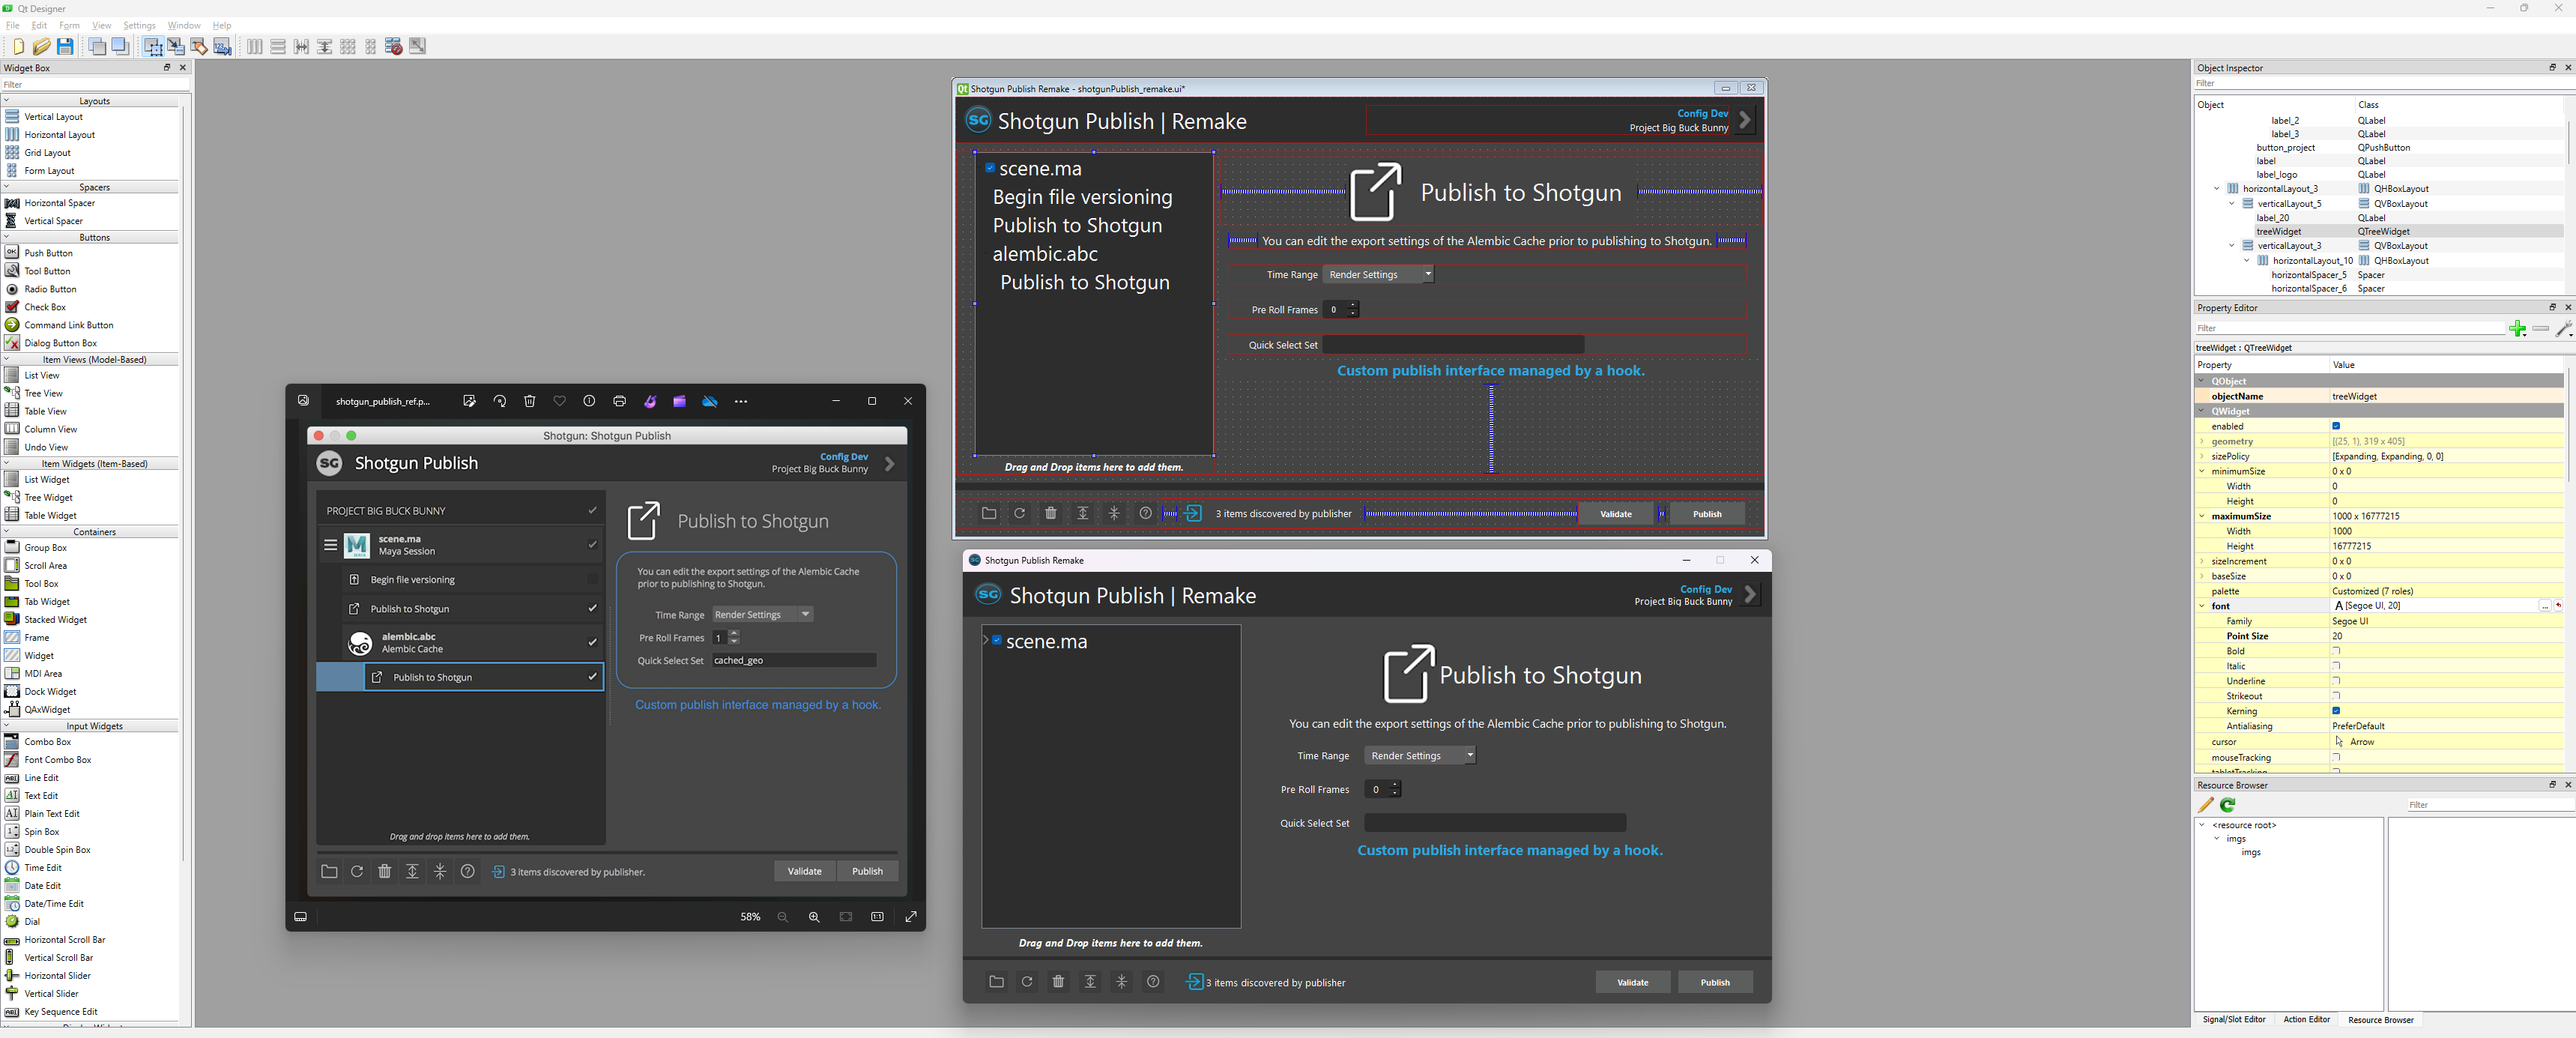 Qt Designer
File Edit Form View Settings Window Help
Widget Box
Filter
Layouts
Vertical Layout
Horizontal Layout
Grid Layout
Form Layout
Spacers
Horizontal Spacer
Vertical Spacer
Buttons
Push Button
Tool Button
Radio Button
Check Box
Command Link Button
Dialog Button Box
Item Views (Model-Based)
List View
Tree View
Table View
Column View
Undo View
Item Widgets (Item-Based)
List Widget
Tree Widget
Table Widget
Containers
Group Box
Scroll Area
Tool Box
Tab Widget
Stacked Widget
Frame
Widget
MDI Area
Dock Widget
QAxWidget
Input Widgets
Combo Box
Font Combo Box
Line Edit
Text Edit
Plain Text Edit
Spin Box
Double Spin Box
Time Edit
Date Edit
Date/Time Edit
Dial
Horizontal Scroll Bar
Vertical Scroll Bar
Horizontal Slider
Vertical Slider
Key Sequence Edit
shotgun_publish_ref.p...
Shotgun: Shotgun Publish
SG Shotgun Publish
Config Dev
Project Big Buck Bunny
PROJECT BIG BUCK BUNNY
scene.ma
Maya Session
Begin file versioning
Publish to Shotgun
alembic.abc
Alembic Cache
Publish to Shotgun
Drag and drop items here to add them.
Publish to Shotgun
You can edit the export settings of the Alembic Cache
prior to publishing to Shotgun.
Time Range Render Settings
Pre Roll Frames 1
Quick Select Set cached_geo
Custom publish interface managed by a hook.
3 items discovered by publisher.
Validate Publish
58%
Qt Shotgun Publish Remake - shotgunPublish_remake.ui*
SG Shotgun Publish | Remake
Config Dev
Project Big Buck Bunny
scene.ma
Begin file versioning
Publish to Shotgun
alembic.abc
Publish to Shotgun
Drag and Drop items here to add them.
Publish to Shotgun
You can edit the export settings of the Alembic Cache prior to publishing to Shotgun.
Time Range Render Settings
Pre Roll Frames 0
Quick Select Set
Custom publish interface managed by a hook.
3 items discovered by publisher
Validate Publish
Shotgun Publish Remake
SG Shotgun Publish | Remake
Config Dev
Project Big Buck Bunny
scene.ma
Drag and Drop items here to add them.
Publish to Shotgun
You can edit the export settings of the Alembic Cache prior to publishing to Shotgun.
Time Range Render Settings
Pre Roll Frames 0
Quick Select Set
Custom publish interface managed by a hook.
3 items discovered by publisher
Validate Publish
Object Inspector
Filter
Object Class
label_2 QLabel
label_3 QLabel
button_project QPushButton
label QLabel
label_logo QLabel
horizontalLayout_3 QHBoxLayout
verticalLayout_5 QVBoxLayout
label_20 QLabel
treeWidget QTreeWidget
verticalLayout_3 QVBoxLayout
horizontalLayout_10 QHBoxLayout
horizontalSpacer_5 Spacer
horizontalSpacer_6 Spacer
Property Editor
Filter
treeWidget : QTreeWidget
Property Value
QObject
objectName treeWidget
QWidget
enabled
geometry [(25, 1), 319 x 405]
sizePolicy [Expanding, Expanding, 0, 0]
minimumSize 0 x 0
Width 0
Height 0
maximumSize 1000 x 16777215
Width 1000
Height 16777215
sizeIncrement 0 x 0
baseSize 0 x 0
palette Customized (7 roles)
font A [Segoe UI, 20] ...
Family Segoe UI
Point Size 20
Bold
Italic
Underline
Strikeout
Kerning
Antialiasing PreferDefault
cursor Arrow
mouseTracking
Resource Browser
Filter
<resource root>
imgs
imgs
Signal/Slot Editor Action Editor Resource Browser